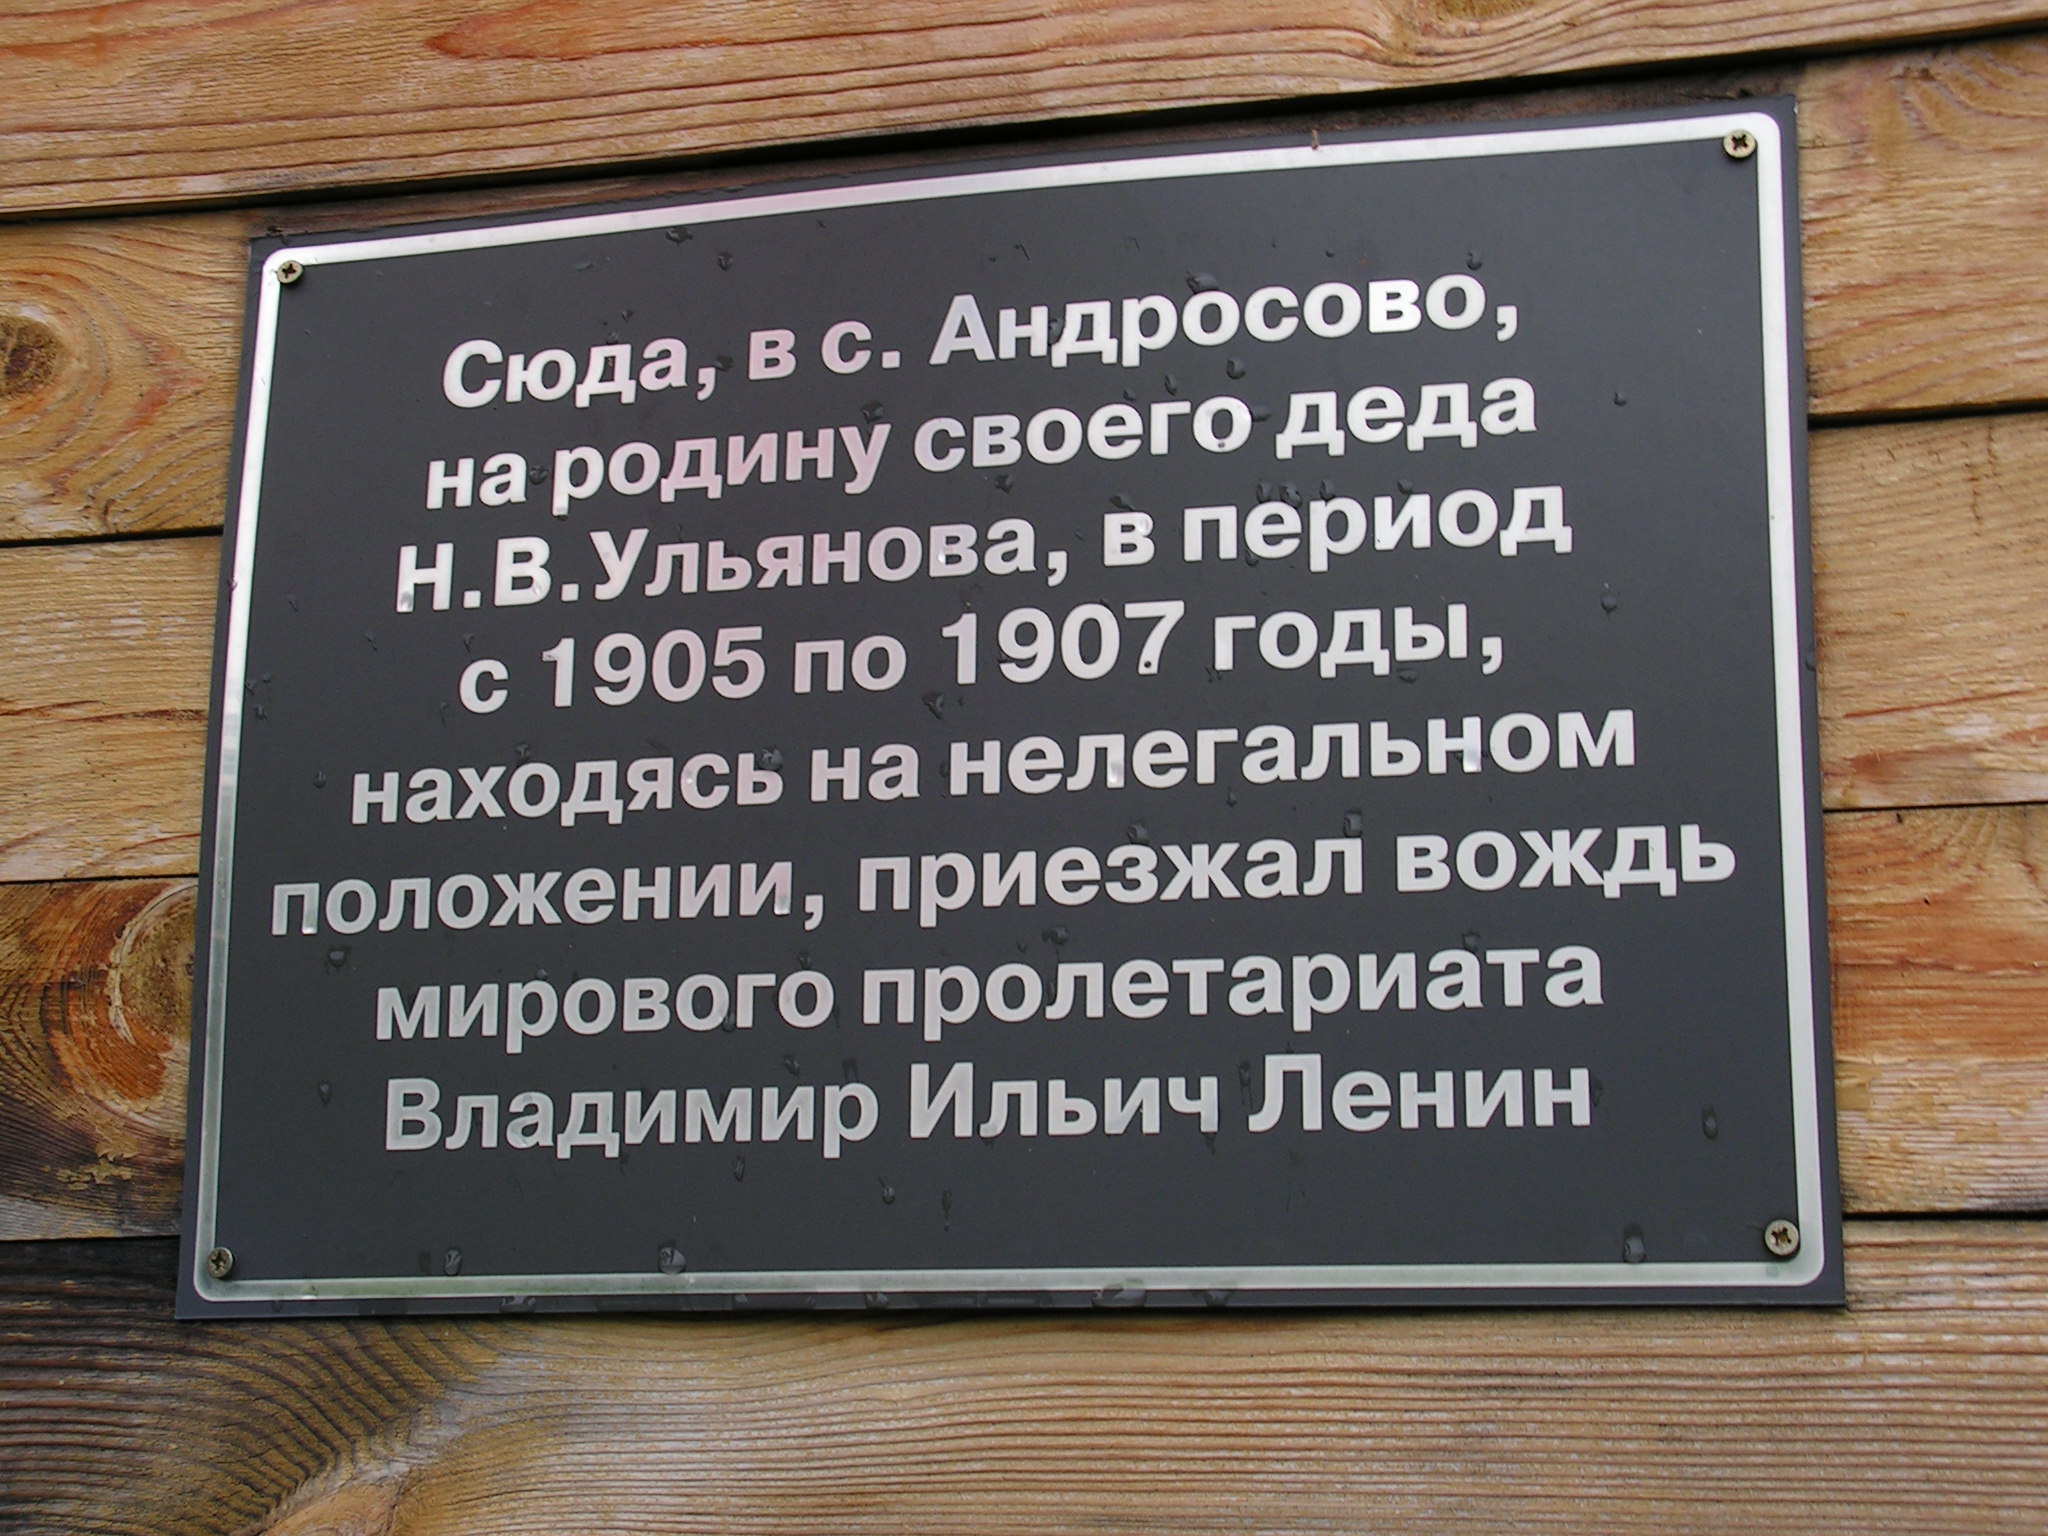 Сюда, в с. Андросово,
на родину своего деда
Н.В.Ульянова, в период
с 1905 по 1907 годы,
находясь на нелегальном
положении, приезжал вождь
мирового пролетариата
Владимир Ильич Ленин